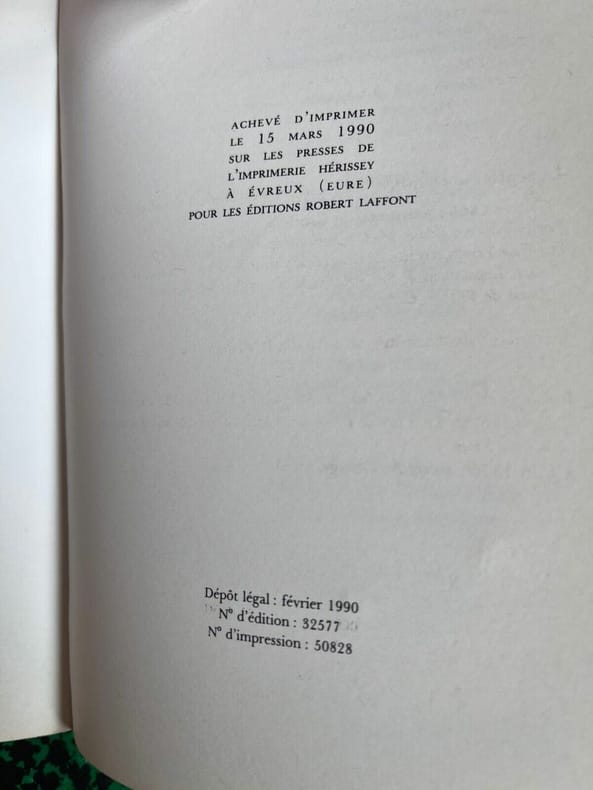 ACHEVÉ D'IMPRIMER
LE 15 MARS 1990
SUR LES PRESSES DE
L'IMPRIMERIE HÉRISSEY
À ÉVREUX (EURE)
POUR LES ÉDITIONS ROBERT LAFFONT
Dépôt légal : février 1990
N° d'édition : 32577
N° d'impression : 50828